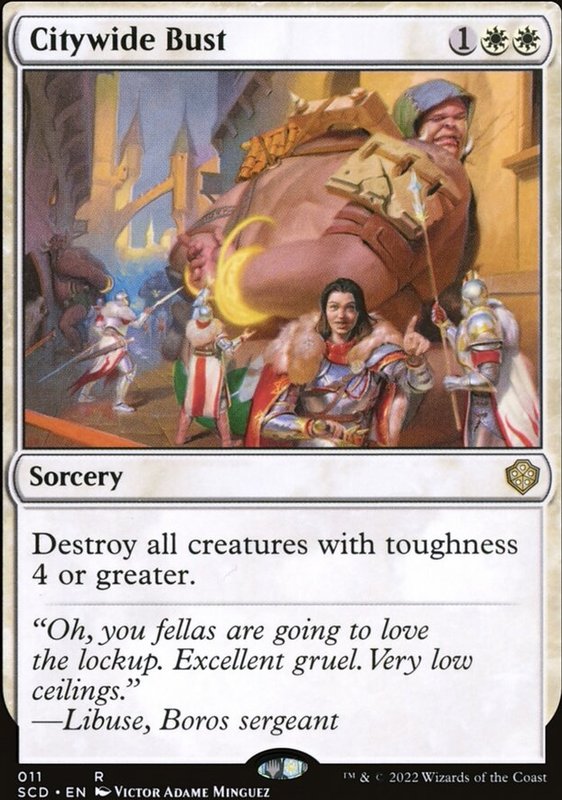 Citywide Bust 1
Sorcery
Destroy all creatures with toughness
4 or greater.
“Oh, you fellas are going to love
the lockup. Excellent gruel. Very low
ceilings.”
—Libuse, Boros sergeant
011 R
SCD • EN VICTOR ADAME MINGUEZ
™ & © 2022 Wizards of the Coast